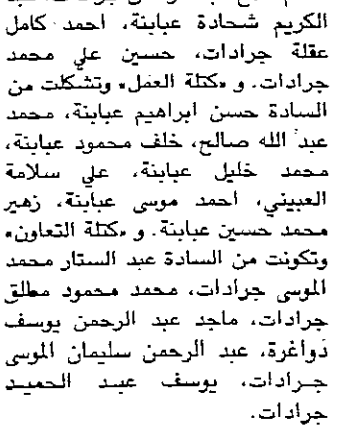 الكريم شحادة عبابنة، احمد كامل
عقلة جرادات، حسين علي محمد
جرادات. و «كتلة العمل» وتشكلت من
السادة حسن ابراهيم عبابنة، محمد
عبد الله صالح، خلف محمود عبابنة،
محمد خليل عبابنة، علي سلامة
العبيني، احمد موسى عبابنة، زهير
محمد حسين عبابنة. و «كتلة التعاون»
وتكونت من السادة عبد الستار محمد
الموسى جرادات، محمد محمود مطلق
جرادات، ماجد عبد الرحمن يوسف
دواغرة، عبد الرحمن سليمان الموسى
جرادات، يوسف عبد الحميد
جرادات.